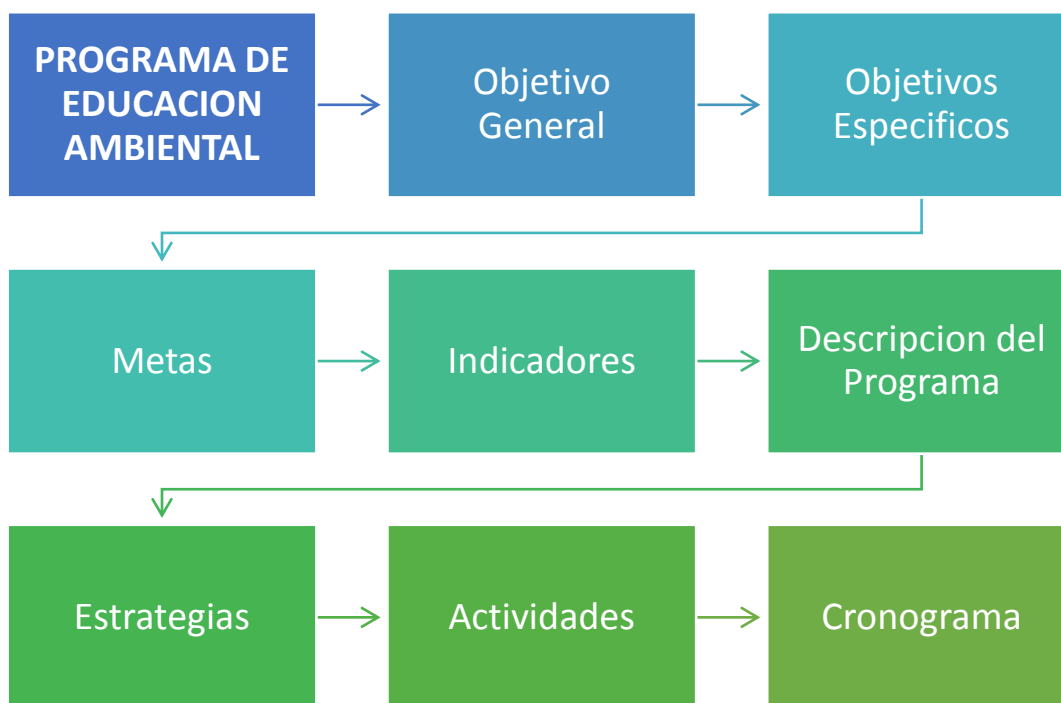 PROGRAMA DE
EDUCACION
AMBIENTAL
Objetivo
General
Objetivos
Especificos
Metas
Indicadores
Descripcion del
Programa
Estrategias
Actividades
Cronograma